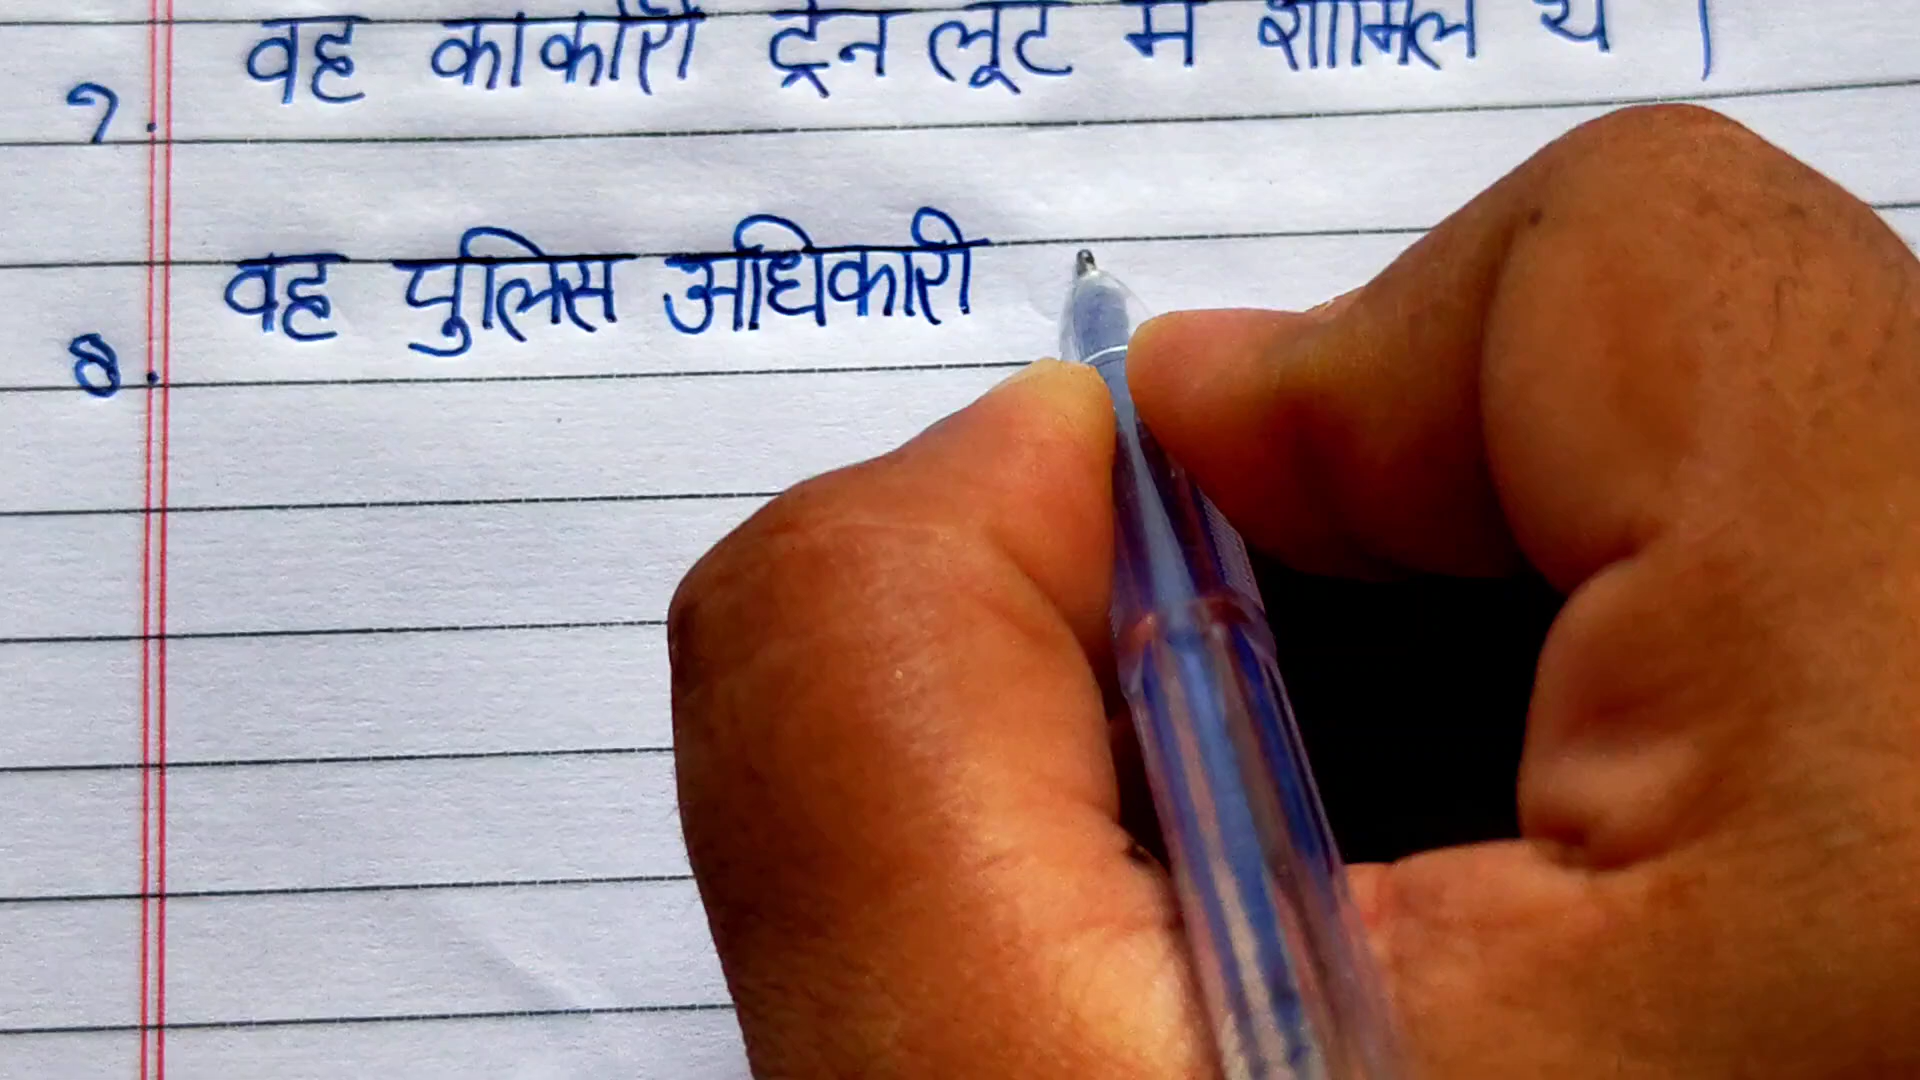 वह काकोरी ट्रेन लूट में शामिल थे ।
7.
वह पुलिस अधिकारी
8.